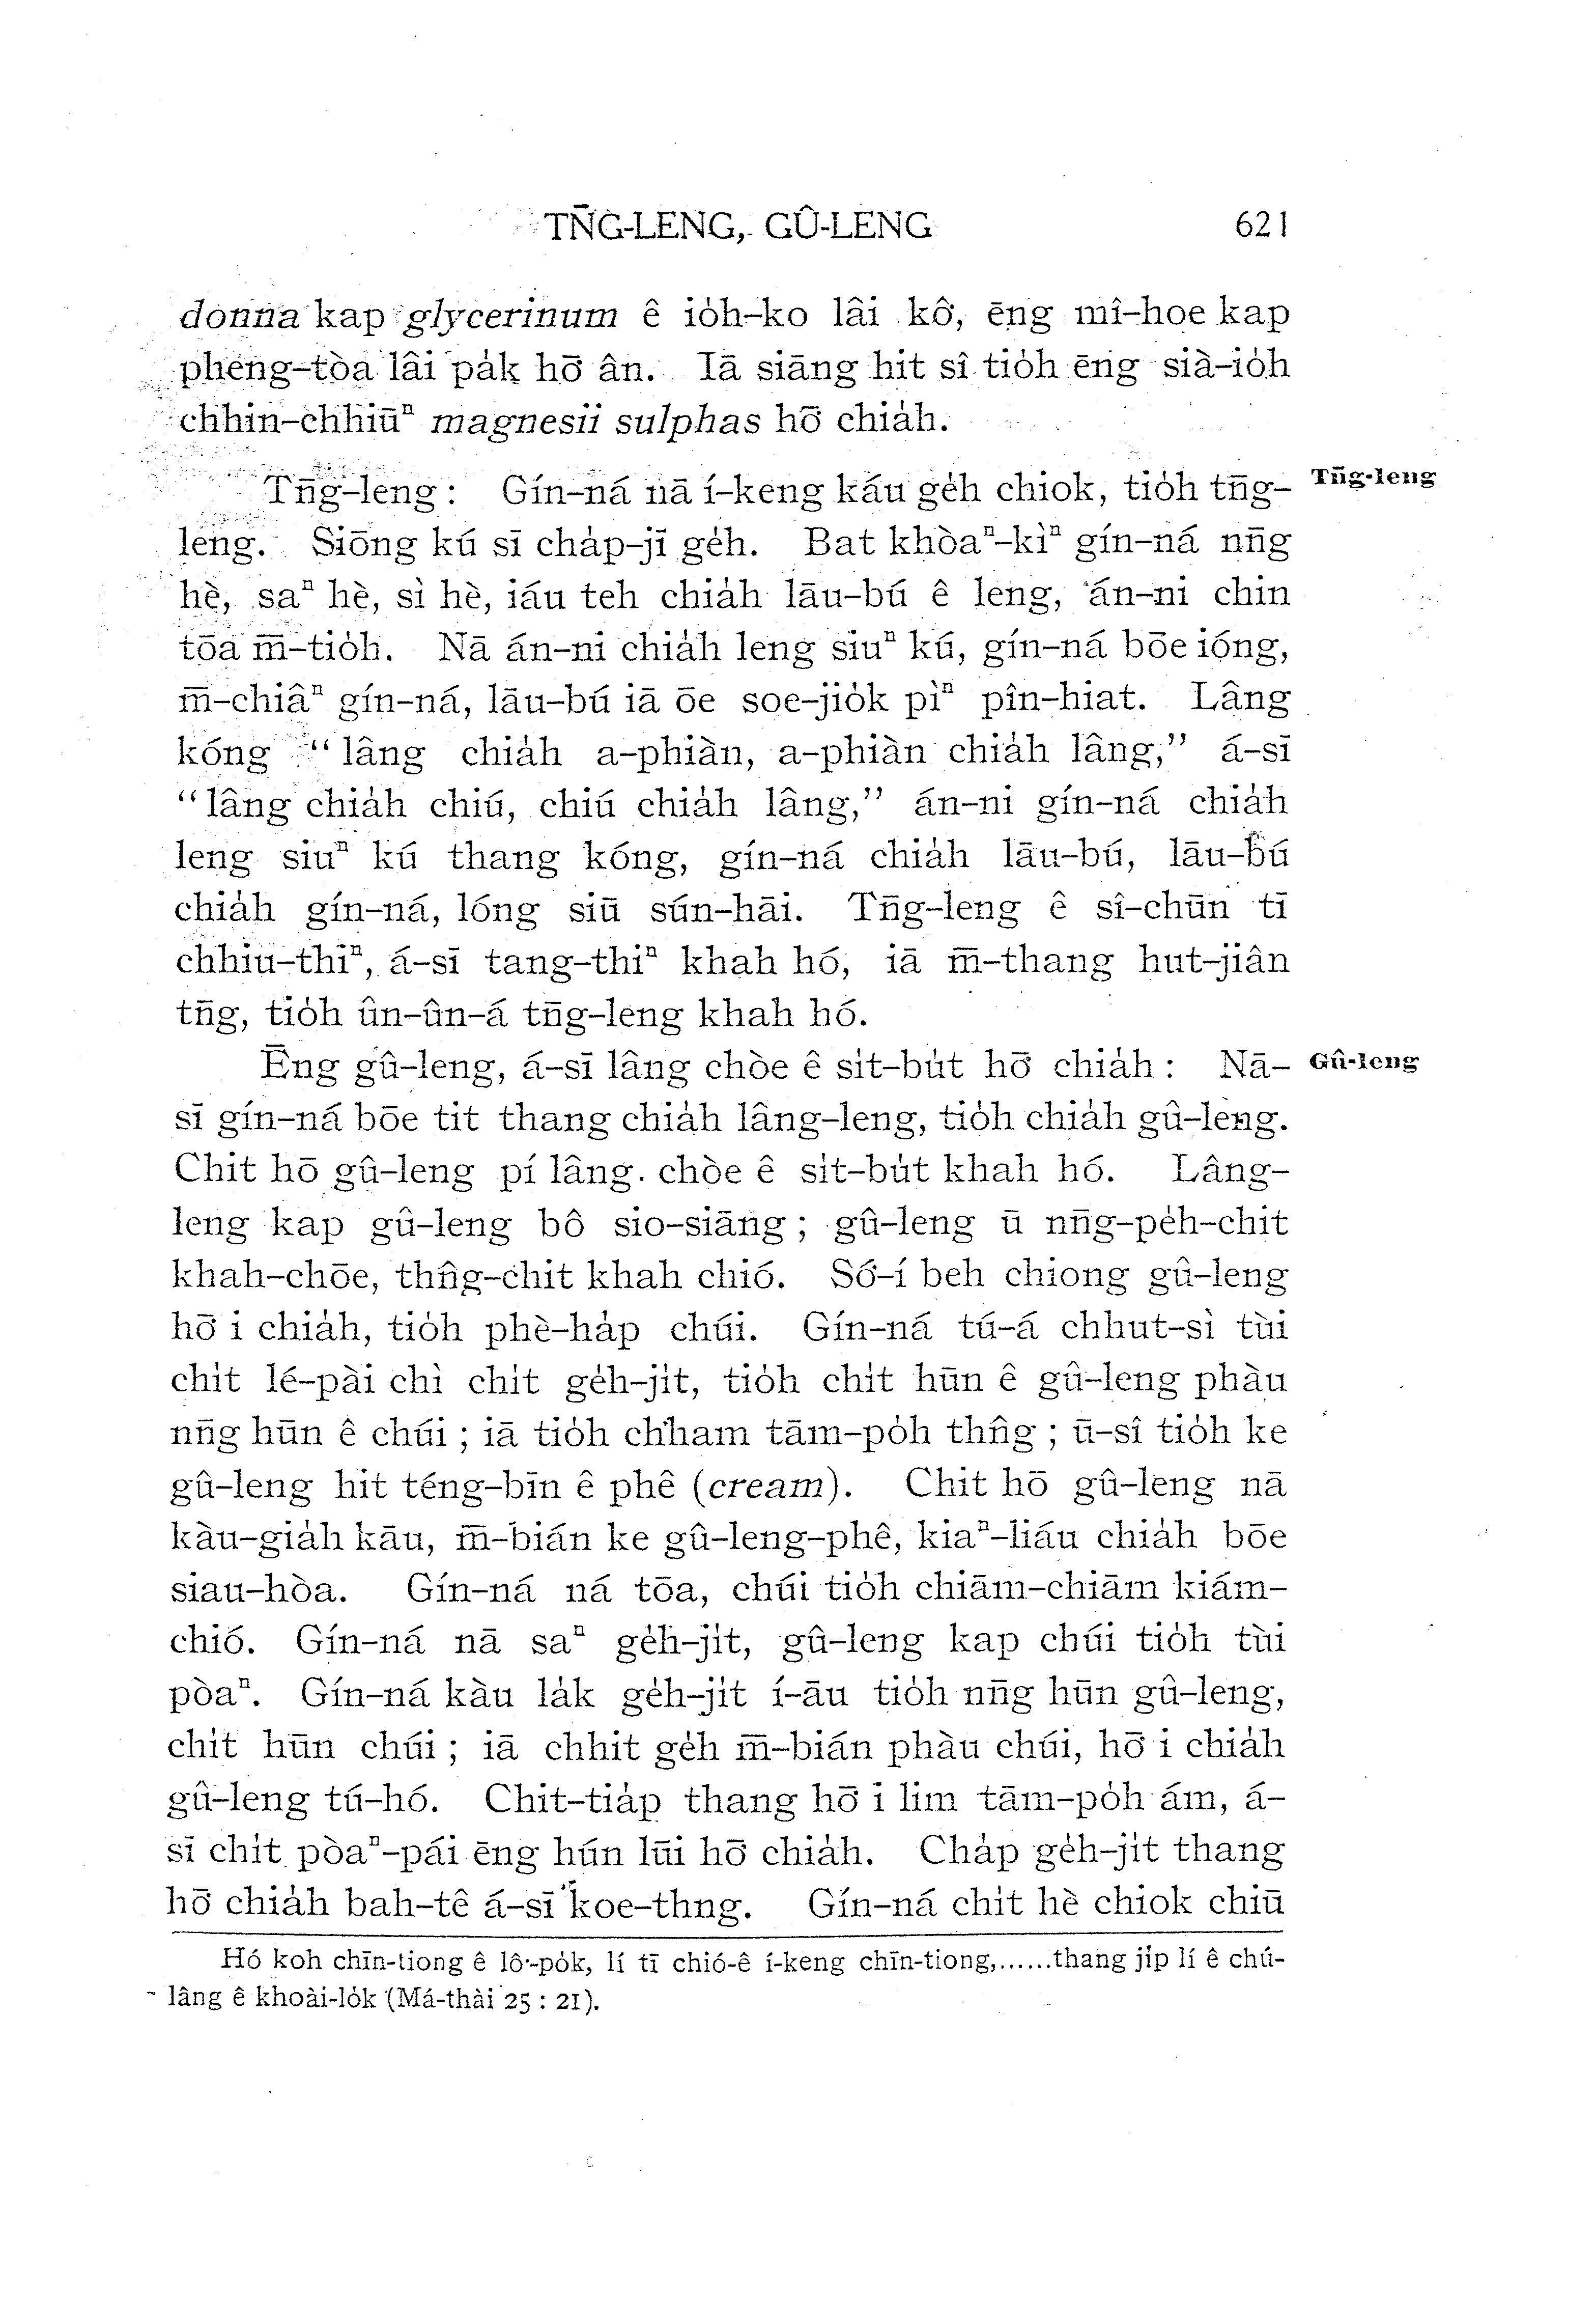 TN̄G-LENG, GÛ-LENG 621
donna kap glycerinum ê io̍h-ko lâi kô͘, ēng mî-hoe kap
pheng-tòa lâi pa̍k hō͘ ân. Iā siāng hit sî tio̍h ēng sià-io̍h
chhin-chhiūⁿ magnesii sulphas hō͘ chia̍h.
Tn̄g-leng: Gín-ná nā í-keng káu ge̍h chiok, tio̍h tn̄g- Tn̄g-leng
leng. Siōng kú sī cha̍p-jī ge̍h. Bat khòaⁿ-kìⁿ gín-ná nn̄g
hè, saⁿ hè, sì hè, iáu teh chia̍h lāu-bú ê leng, án-ni chin
tōa m̄-tio̍h. Nā án-ni chia̍h leng siuⁿ kú, gín-ná bōe ióng,
m̄-chiâⁿ gín-ná, lāu-bú iā ōe soe-jio̍k pìⁿ pîn-hiat. Lâng
kóng "lâng chia̍h a-phiàn, a-phiàn chia̍h lâng," á-sī
"lâng chia̍h chiú, chiú chia̍h lâng," án-ni gín-ná chia̍h
leng siuⁿ kú thang kóng, gín-ná chia̍h lāu-bú, lāu-bú
chia̍h gín-ná, lóng siū sún-hāi. Tn̄g-leng ê sî-chūn tī
chhiu-thiⁿ, á-sī tang-thiⁿ khah hó, iā m̄-thang hut-jiân
tn̄g, tio̍h ûn-ûn-á tn̄g-leng khah hó.
Ēng gû-leng, á-sī lâng chòe ê si̍t-bu̍t hō͘ chia̍h: Nā- Gû-leng
sī gín-ná bōe tit thang chia̍h lâng-leng, tio̍h chia̍h gû-leng.
Chit hō gû-leng pí lâng chòe ê si̍t-bu̍t khah hó. Lâng-
leng kap gû-leng bô sio-siāng; gû-leng ū nn̄g-pe̍h-chit
khah-chōe, thn̂g-chit khah chió. Só͘-í beh chiong gû-leng
hō͘ i chia̍h, tio̍h phè-ha̍p chúi. Gín-ná tú-á chhut-sì tùi
chi̍t lé-pài chì chi̍t ge̍h-ji̍t, tio̍h chi̍t hūn ê gû-leng phàu
nn̄g hūn ê chúi; iā tio̍h chham tām-po̍h thn̂g; ū-sî tio̍h ke
gû-leng hit téng-bīn ê phê (cream). Chit hō gû-leng nā
kàu-gia̍h kāu, m̄-bián ke gû-leng-phê, kiaⁿ-liáu chia̍h bōe
siau-hòa. Gín-ná ná tōa, chúi tio̍h chiām-chiām kiám-
chió. Gín-ná nā saⁿ ge̍h-ji̍t, gû-leng kap chúi tio̍h tùi
pòaⁿ. Gín-ná kàu la̍k ge̍h-ji̍t í-āu tio̍h nn̄g hūn gû-leng,
chi̍t hūn chúi; iā chhit ge̍h m̄-bián phàu chúi, hō͘ i chia̍h
gû-leng tú-hó. Chit-tia̍p thang hō͘ i lim tām-po̍h ám, á-
sī chi̍t pòaⁿ-pái ēng hún lūi hō͘ chia̍h. Cha̍p ge̍h-ji̍t thang
hō͘ chia̍h bah-tê á-sī koe-thng. Gín-ná chi̍t hè chiok chiū
Hó koh chīn-tiong ê lô͘-po̍k, lí tī chió-ê í-keng chīn-tiong,......thang ji̍p lí ê chú-
lâng ê khoài-lo̍k (Má-thài 25 : 21).